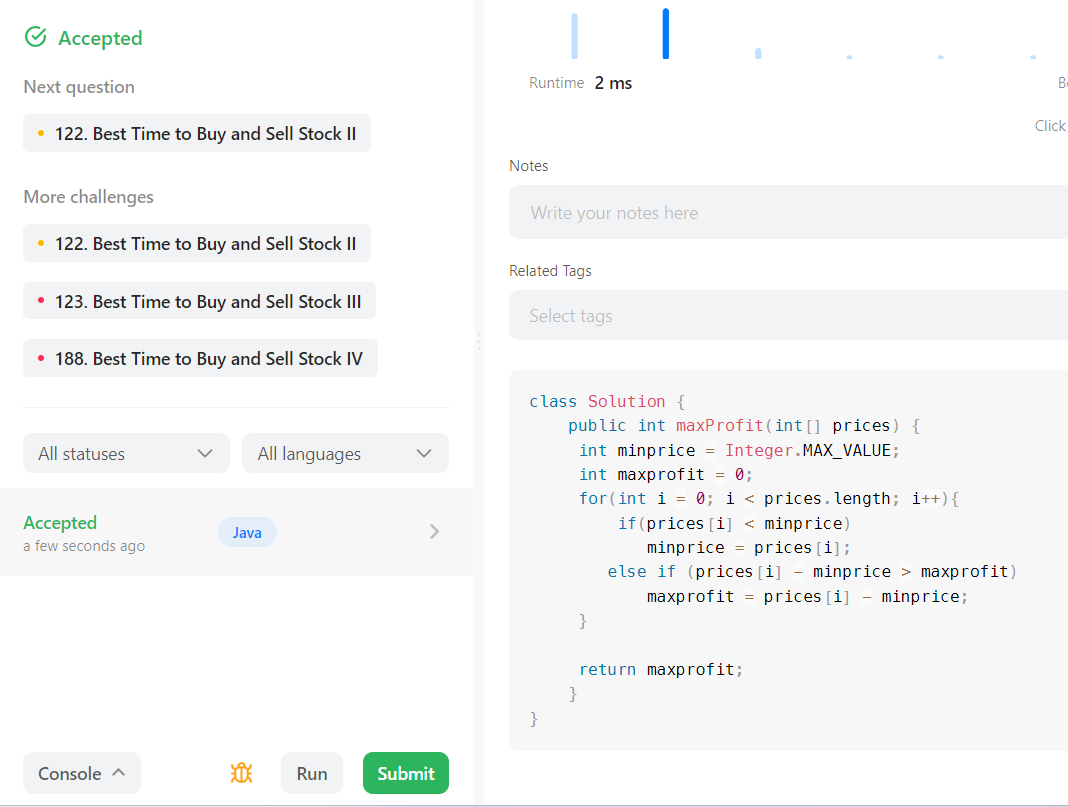 Accepted
Next question
122. Best Time to Buy and Sell Stock II
More challenges
122. Best Time to Buy and Sell Stock II
123. Best Time to Buy and Sell Stock III
188. Best Time to Buy and Sell Stock IV
All statuses
All languages
Accepted
a few seconds ago
Java
Console
Run
Submit
Runtime 2 ms
Click
Notes
Write your notes here
Related Tags
Select tags
class Solution {
    public int maxProfit(int[] prices) {
     int minprice = Integer.MAX_VALUE;
     int maxprofit = 0;
     for(int i = 0; i < prices.length; i++){
         if(prices[i] < minprice)
            minprice = prices[i];
        else if (prices[i] - minprice > maxprofit)
            maxprofit = prices[i] - minprice;
     }
     return maxprofit;
    }
}